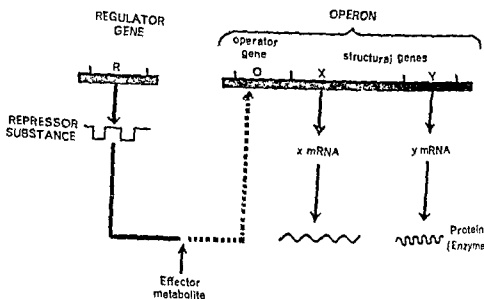 REGULATOR
GENE
OPERON
operator
gene
structural genes
R
O
X
Y
REPRESSOR
SUBSTANCE
x mRNA
y mRNA
Protein
(Enzyme
Effector
metabolite